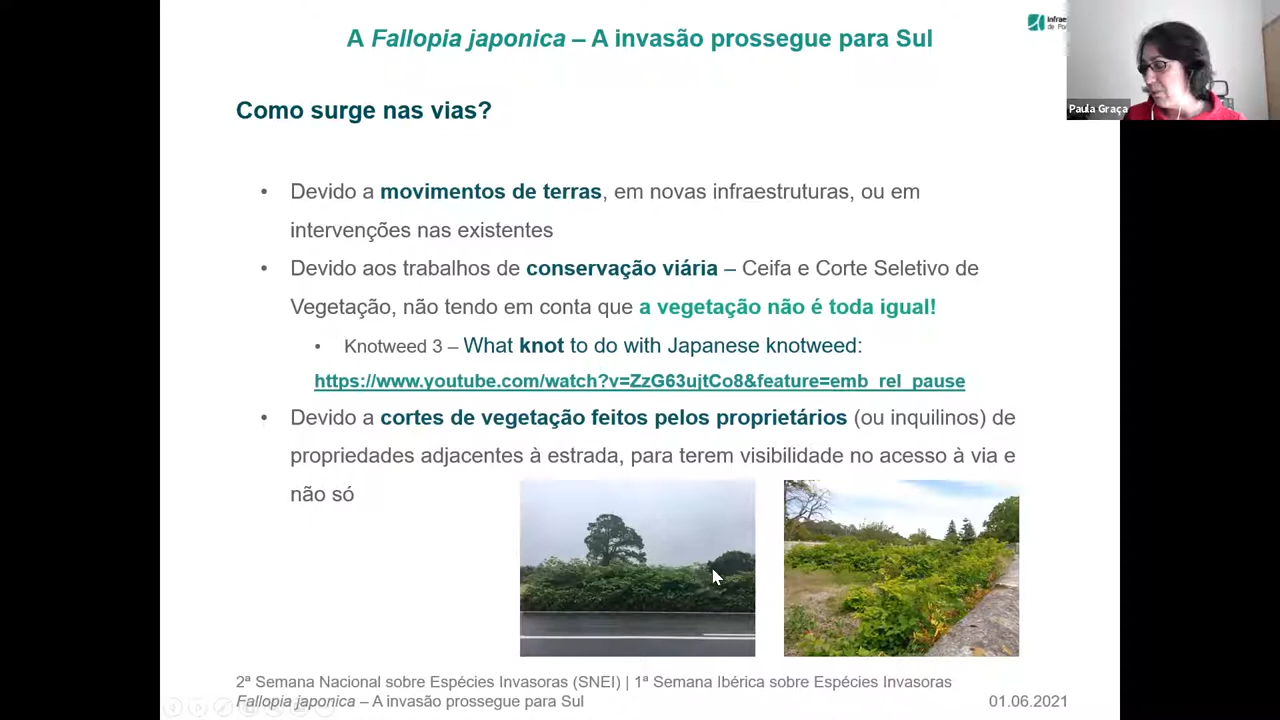 A Fallopia japonica – A invasão prossegue para Sul
infrae
de Po
Paula Graça
Como surge nas vias?
• Devido a movimentos de terras, em novas infraestruturas, ou em
intervenções nas existentes
• Devido aos trabalhos de conservação viária – Ceifa e Corte Seletivo de
Vegetação, não tendo em conta que a vegetação não é toda igual!
• Knotweed 3 – What knot to do with Japanese knotweed:
https://www.youtube.com/watch?v=ZzG63ujtCo8&feature=emb_rel_pause
• Devido a cortes de vegetação feitos pelos proprietários (ou inquilinos) de
propriedades adjacentes à estrada, para terem visibilidade no acesso à via e
não só
2ª Semana Nacional sobre Espécies Invasoras (SNEI) | 1ª Semana Ibérica sobre Espécies Invasoras
Fallopia japonica – A invasão prossegue para Sul
01.06.2021